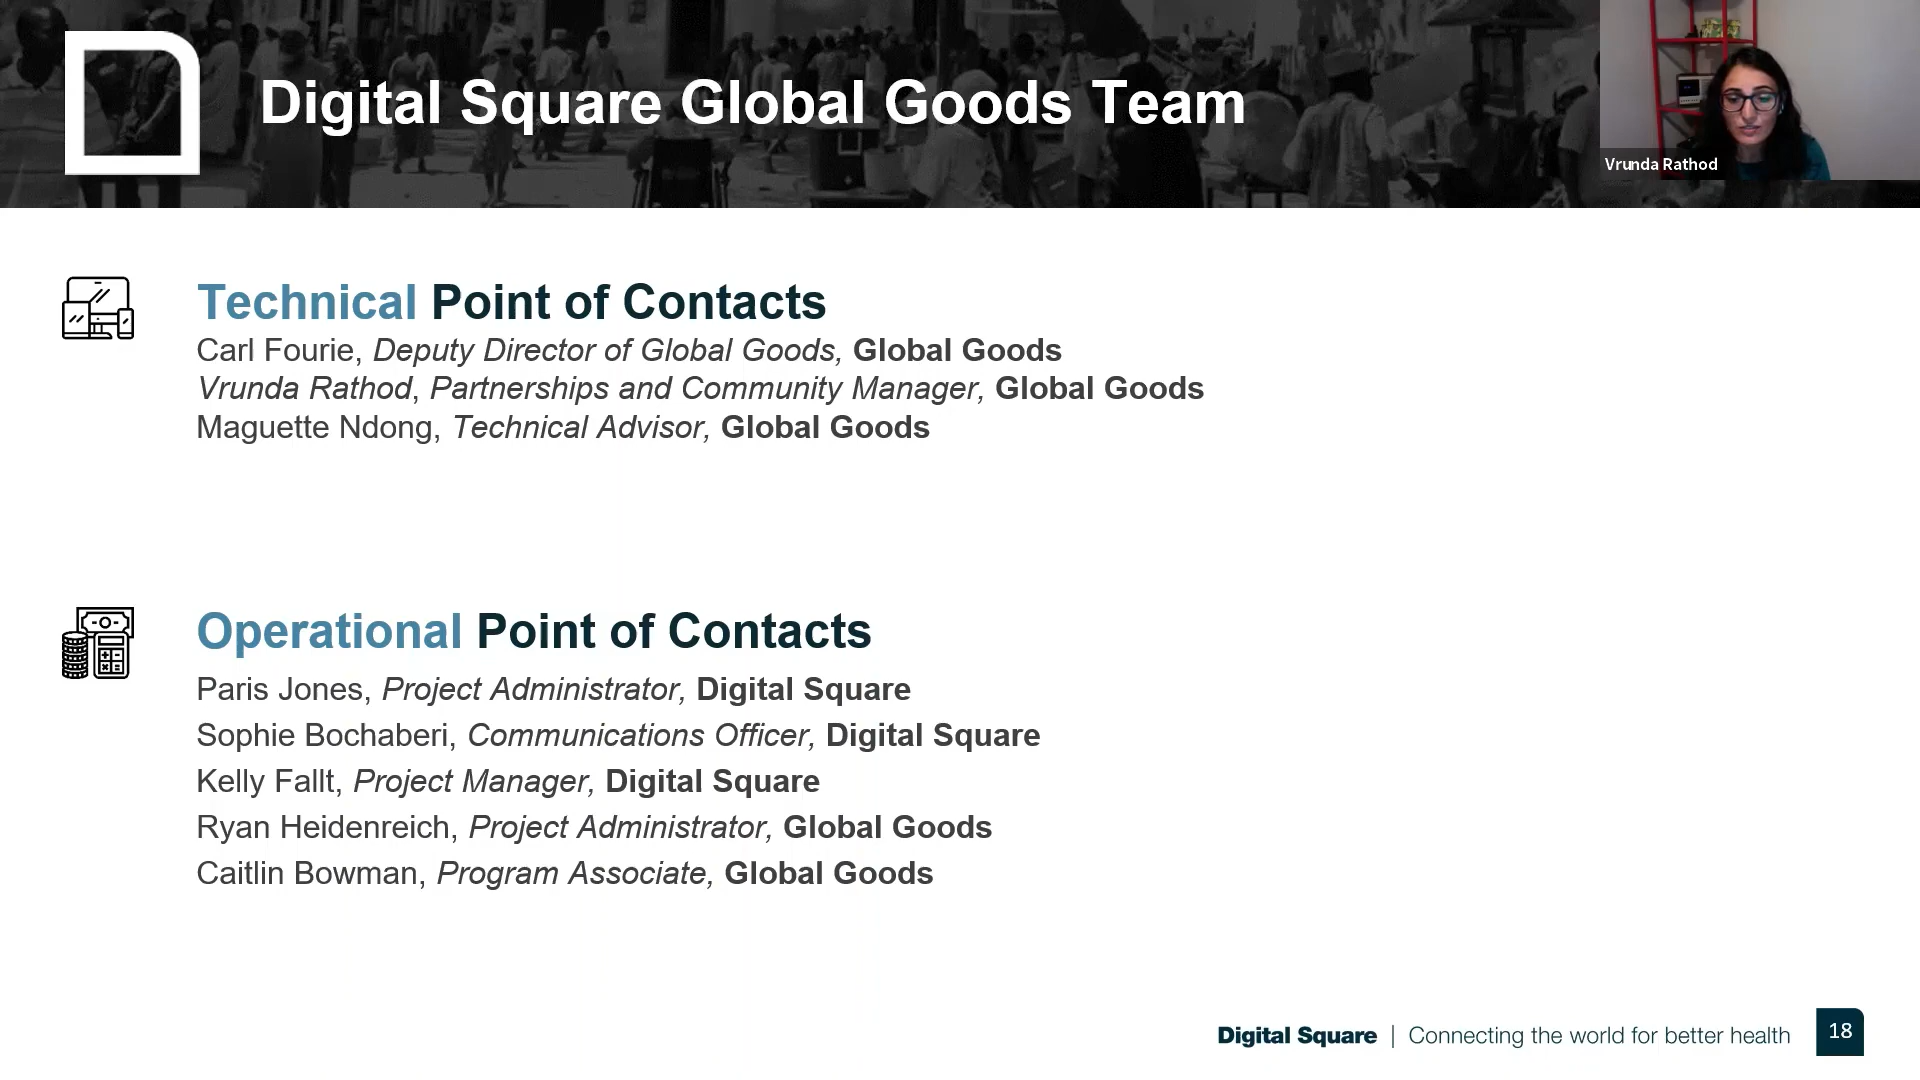 Digital Square Global Goods Team
Vrunda Rathod
Technical Point of Contacts
Carl Fourie, Deputy Director of Global Goods, Global Goods
Vrunda Rathod, Partnerships and Community Manager, Global Goods
Maguette Ndong, Technical Advisor, Global Goods
Operational Point of Contacts
Paris Jones, Project Administrator, Digital Square
Sophie Bochaberi, Communications Officer, Digital Square
Kelly Fallt, Project Manager, Digital Square
Ryan Heidenreich, Project Administrator, Global Goods
Caitlin Bowman, Program Associate, Global Goods
Digital Square | Connecting the world for better health
18